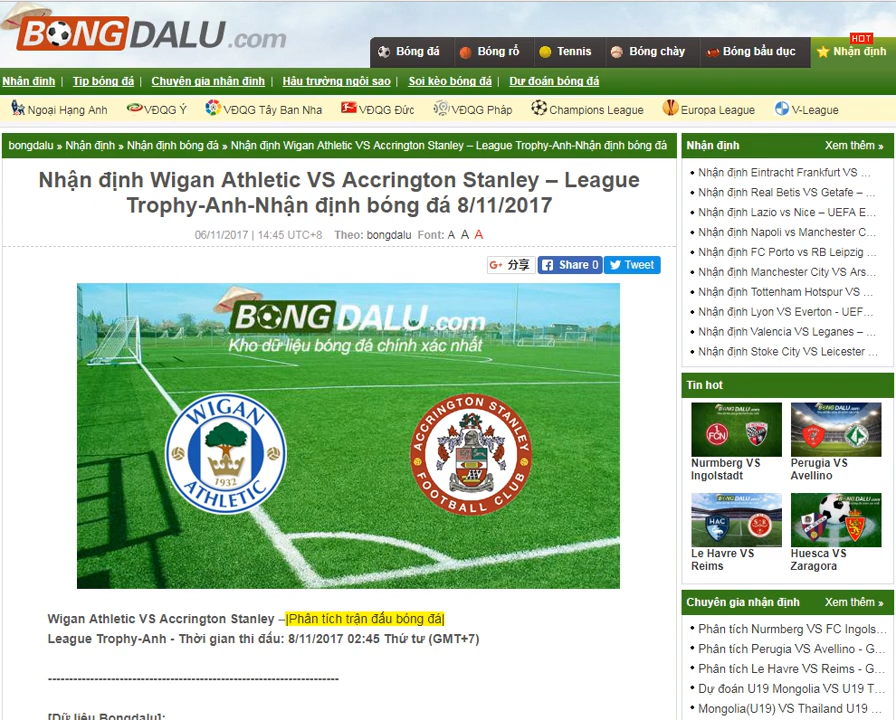 BONGDALU.com
Bóng đá
Bóng rổ
Tennis
Bóng chày
Bóng bầu dục
HOT
Nhận định
Nhận định | Tip bóng đá | Chuyên gia nhận định | Hậu trường ngôi sao | Soi kèo bóng đá | Dự đoán bóng đá
Ngoại Hạng Anh
VĐQG Ý
VĐQG Tây Ban Nha
VĐQG Đức
VĐQG Pháp
Champions League
Europa League
V-League
bongdalu » Nhận định » Nhận định bóng đá » Nhận định Wigan Athletic VS Accrington Stanley – League Trophy-Anh-Nhận định bóng đá
Nhận định Wigan Athletic VS Accrington Stanley – League
Trophy-Anh-Nhận định bóng đá 8/11/2017
06/11/2017 | 14:45 UTC+8 Theo: bongdalu Font: A A A
G+ 分享
Share 0
Tweet
BONGDALU.com
Kho dữ liệu bóng đá chính xác nhất
WIGAN
1932
ATHLETIC
ACCRINGTON STANLEY
FOOTBALL CLUB
Wigan Athletic VS Accrington Stanley –|Phân tích trận đấu bóng đá|
League Trophy-Anh - Thời gian thi đấu: 8/11/2017 02:45 Thứ tư (GMT+7)
---------------------------------------------------------------------
[Dữ liệu Bongdalu]:
Nhận định
Xem thêm »
Nhận định Eintracht Frankfurt VS ...
Nhận định Real Betis VS Getafe – ...
Nhận định Lazio vs Nice – UEFA E...
Nhận định Napoli vs Manchester C...
Nhận định FC Porto vs RB Leipzig ...
Nhận định Manchester City VS Ars...
Nhận định Tottenham Hotspur VS ...
Nhận định Lyon VS Everton - UEF...
Nhận định Valencia VS Leganes – ...
Nhận định Stoke City VS Leicester ...
Tin hot
Nurmberg VS
Ingolstadt
Perugia VS
Avellino
Le Havre VS
Reims
Huesca VS
Zaragora
Chuyên gia nhận định
Xem thêm »
Phân tích Nurmberg VS FC Ingols...
Phân tích Perugia VS Avellino - G...
Phân tích Le Havre VS Reims - G...
Dự đoán U19 Mongolia VS U19 T...
Mongolia(U19) VS Thailand U19 ...